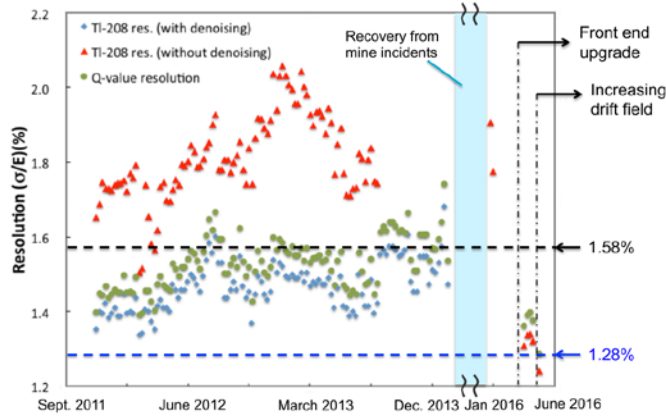 2.2
2.0
1.8
1.6
1.4
1.2
Resolution (σ/E)(%)
Tl-208 res. (with denoising)
Tl-208 res. (without denoising)
Q-value resolution
Recovery from
mine incidents
Front end
upgrade
Increasing
drift field
1.58%
1.28%
Sept. 2011 June 2012 March 2013 Dec. 2013 Jan 2016 June 2016